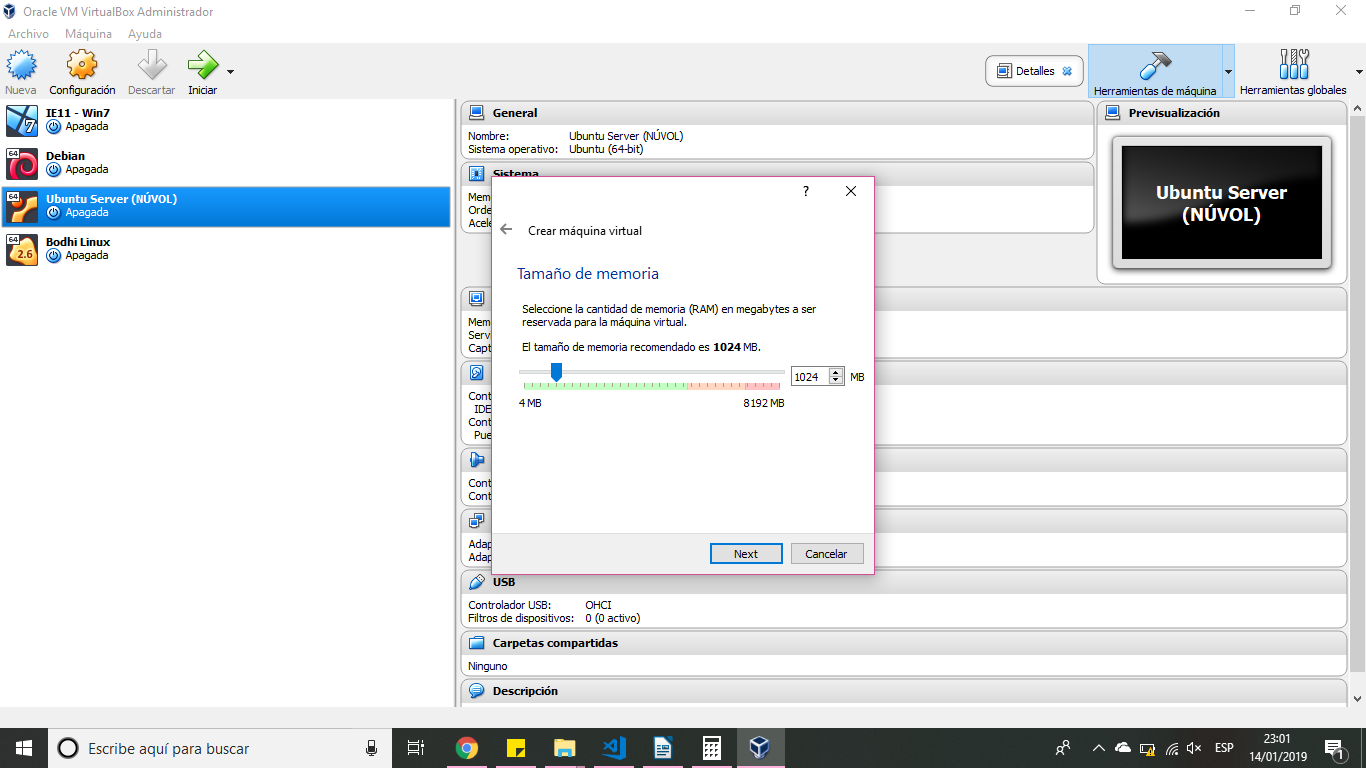 Oracle VM VirtualBox Administrador
Archivo Máquina Ayuda
Nueva Configuración Descartar Iniciar
Detalles
Herramientas de máquina
Herramientas globales
IE11 - Win7
Apagada
64
Debian
Apagada
64
Ubuntu Server (NÚVOL)
Apagada
64
2.6
Bodhi Linux
Apagada
General
Nombre: Ubuntu Server (NÚVOL)
Sistema operativo: Ubuntu (64-bit)
Sistema
Mem
Orde
Acele
Previsualización
Ubuntu Server
(NÚVOL)
Mem
Servi
Capt
Cont
IDE
Cont
Pue
Cont
Cont
Adap
Adap
?
Crear máquina virtual
Tamaño de memoria
Seleccione la cantidad de memoria (RAM) en megabytes a ser
reservada para la máquina virtual.
El tamaño de memoria recomendado es 1024 MB.
1024 MB
4 MB 8192 MB
Next Cancelar
USB
Controlador USB: OHCI
Filtros de dispositivos: 0 (0 activo)
Carpetas compartidas
Ninguno
Descripción
Escribe aquí para buscar
ESP
23:01
14/01/2019
1